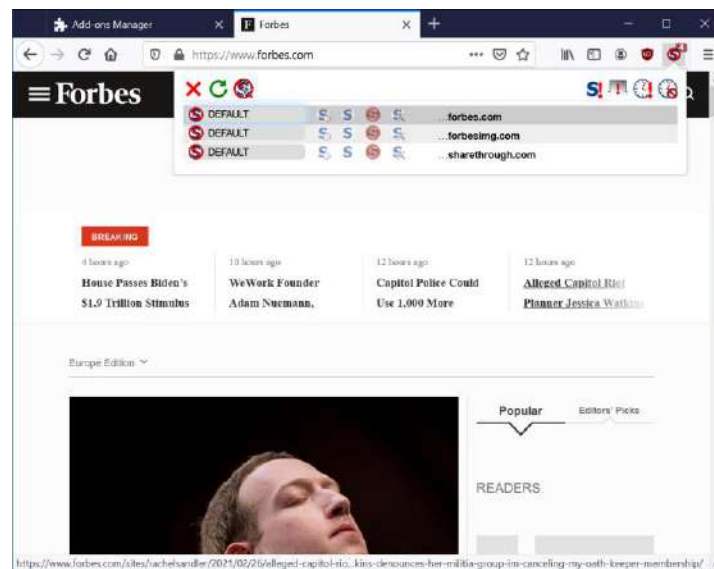 Add-ons Manager
Forbes
https://www.forbes.com
Forbes
DEFAULT ...forbes.com
DEFAULT ...forbesimg.com
DEFAULT ...sharethrough.com
BREAKING
4 hours ago
House Passes Biden's
$1.9 Trillion Stimulus
10 hours ago
WeWork Founder
Adam Nuemann,
12 hours ago
Capitol Police Could
Use 1,000 More
12 hours ago
Alleged Capitol Riot
Planner Jessica Watkins
Europe Edition
Popular
Editors' Picks
READERS
https://www.forbes.com/sites/rachelsandler/2021/02/26/alleged-capitol-rio...kins-denounces-her-militia-group-im-canceling-my-oath-keeper-membership/